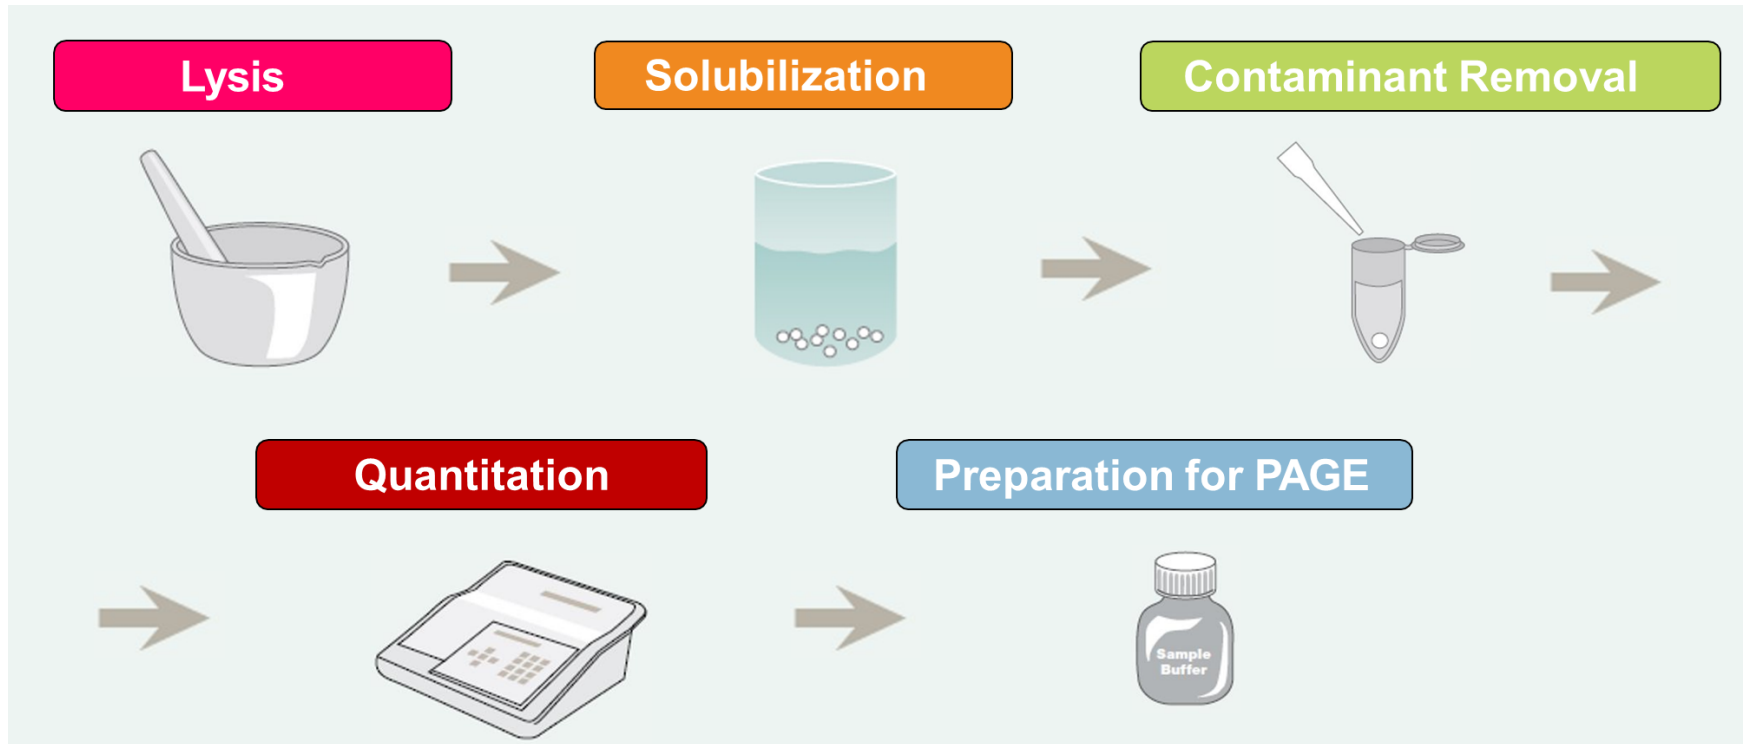 Lysis
Solubilization
Contaminant Removal
Quantitation
Preparation for PAGE
Sample
Buffer